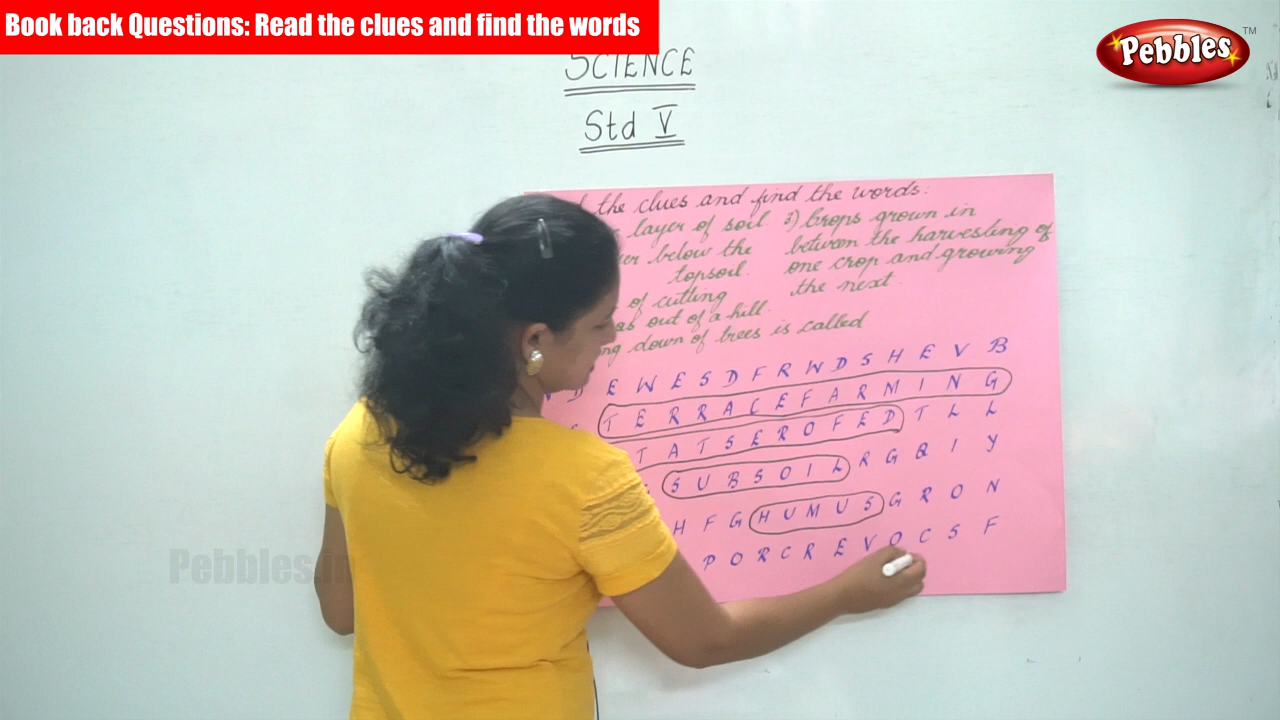 Book back Questions: Read the clues and find the words
Pebbles TM
SCIENCE
Std V
the clues and find the words:
layer of soil.
below the
topsoil.
of cutting
out of a hill.
down of trees is called
3) Crops grown in
between the harvesting of
one crop and growing
the next.
E W E S D F R W D S H E V B
T E R R A C E F A R M I N G
T A T S E R O F E D T L L
S U B S O I L R G Q I Y
H F G H U M U S G R O N
P O R C R E V O C S F
Pebbles.in